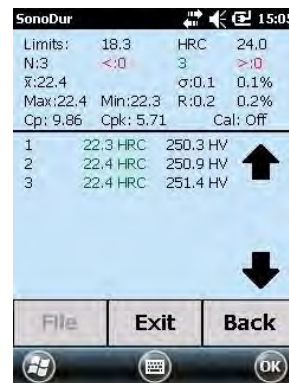 SonoDur 15:05
Limits: 18.3 HRC 24.0
N:3 <:0 3 >:0
x̄:22.4 σ:0.1 0.1%
Max:22.4 Min:22.3 R:0.2 0.2%
Cp: 9.86 Cpk: 5.71 Cal: Off
1 22.3 HRC 250.3 HV
2 22.4 HRC 250.9 HV
3 22.4 HRC 251.4 HV
File Exit Back
OK